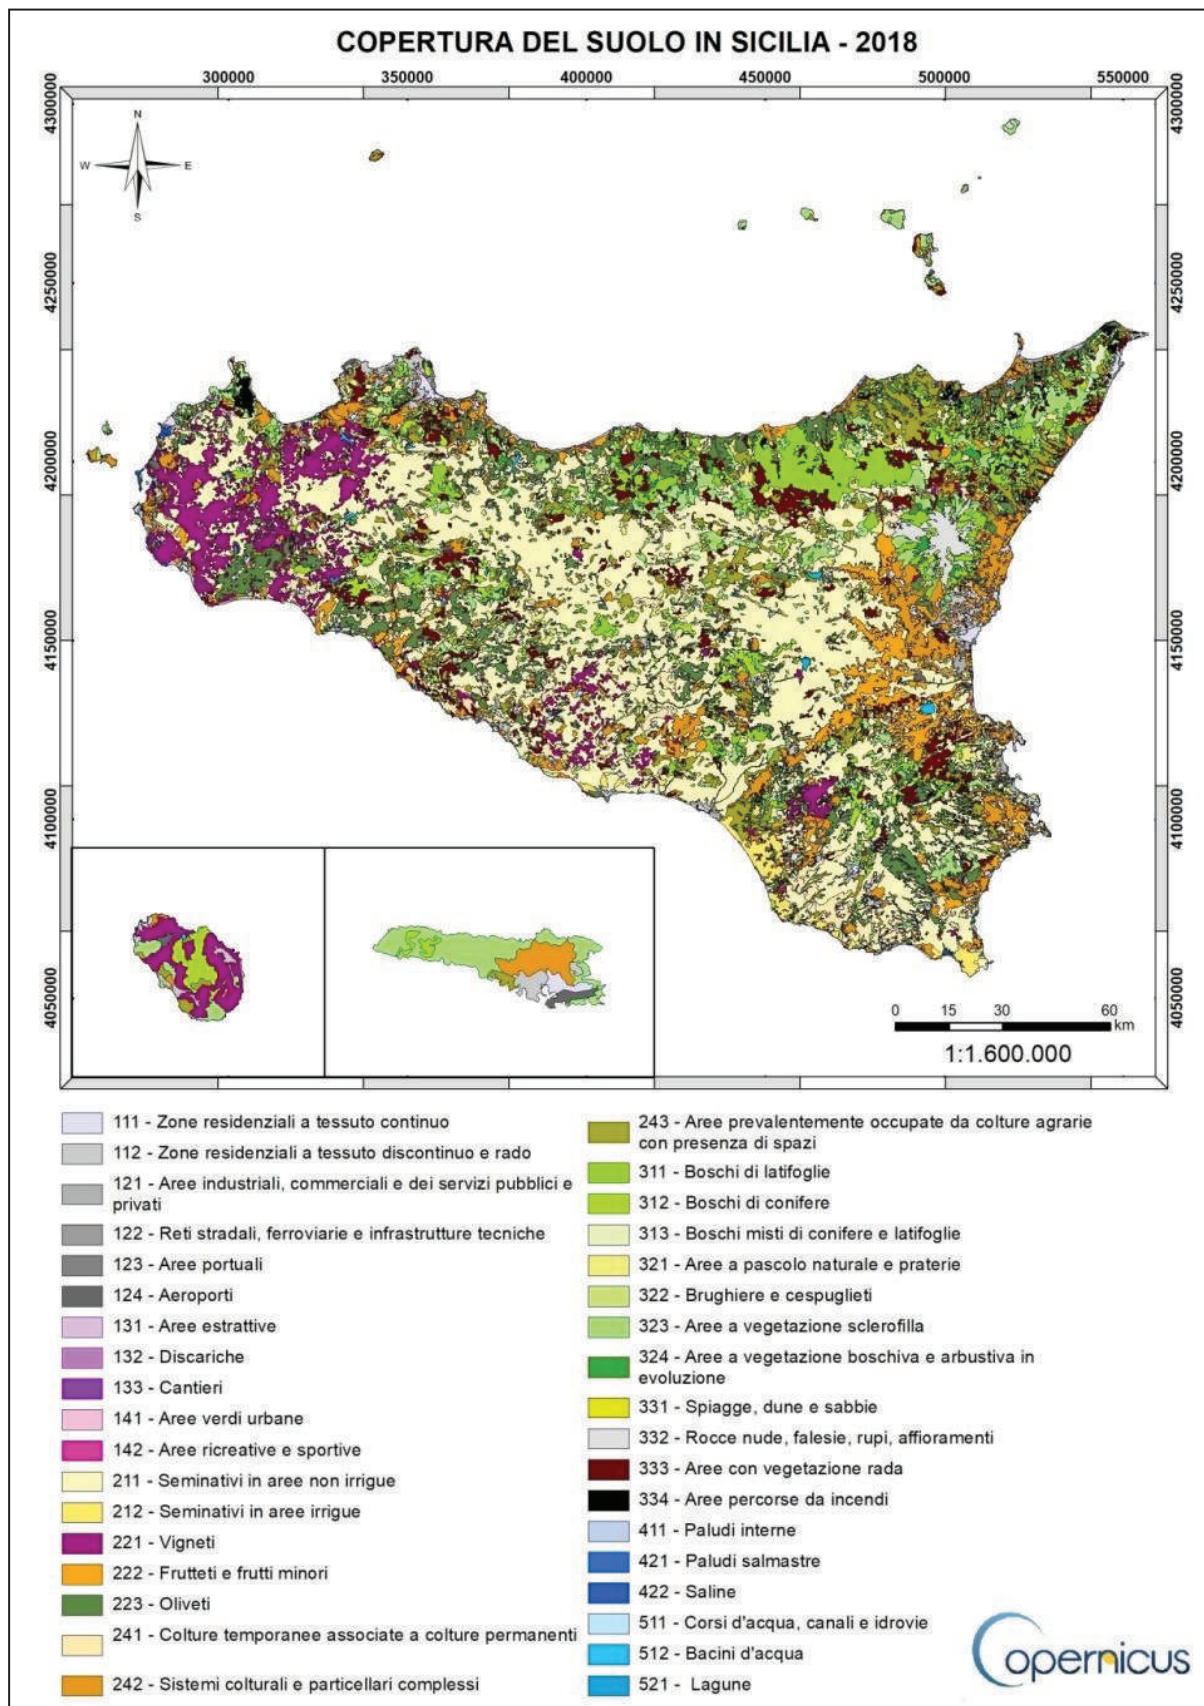 COPERTURA DEL SUOLO IN SICILIA - 2018
300000 350000 400000 450000 500000 550000
4300000 4300000
N
W E
S
4250000 4250000
4200000 4200000
4150000 4150000
4100000 4100000
4050000 4050000
0 15 30 60
km
1:1.600.000
111 - Zone residenziali a tessuto continuo
112 - Zone residenziali a tessuto discontinuo e rado
121 - Aree industriali, commerciali e dei servizi pubblici e
privati
122 - Reti stradali, ferroviarie e infrastrutture tecniche
123 - Aree portuali
124 - Aeroporti
131 - Aree estrattive
132 - Discariche
133 - Cantieri
141 - Aree verdi urbane
142 - Aree ricreative e sportive
211 - Seminativi in aree non irrigue
212 - Seminativi in aree irrigue
221 - Vigneti
222 - Frutteti e frutti minori
223 - Oliveti
241 - Colture temporanee associate a colture permanenti
242 - Sistemi colturali e particellari complessi
243 - Aree prevalentemente occupate da colture agrarie
con presenza di spazi
311 - Boschi di latifoglie
312 - Boschi di conifere
313 - Boschi misti di conifere e latifoglie
321 - Aree a pascolo naturale e praterie
322 - Brughiere e cespuglieti
323 - Aree a vegetazione sclerofilla
324 - Aree a vegetazione boschiva e arbustiva in
evoluzione
331 - Spiagge, dune e sabbie
332 - Rocce nude, falesie, rupi, affioramenti
333 - Aree con vegetazione rada
334 - Aree percorse da incendi
411 - Paludi interne
421 - Paludi salmastre
422 - Saline
511 - Corsi d'acqua, canali e idrovie
512 - Bacini d'acqua
521 - Lagune
Copernicus